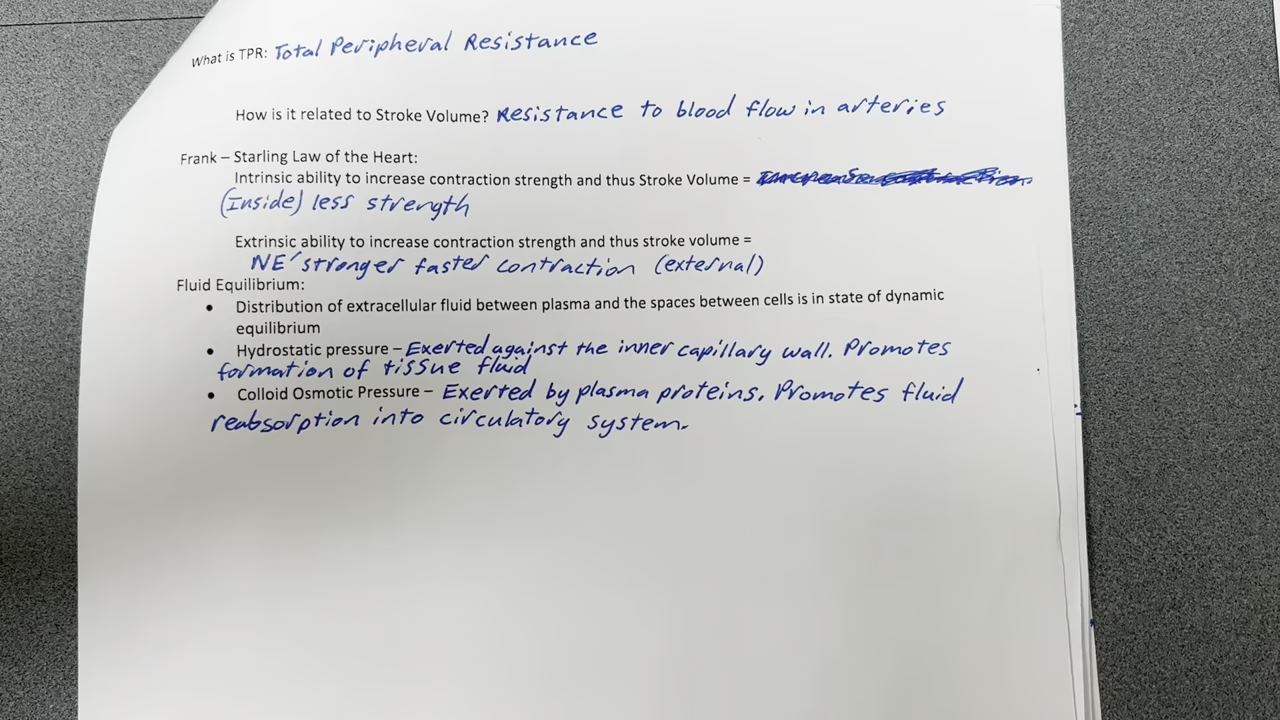 What is TPR: Total Peripheral Resistance
How is it related to Stroke Volume? Resistance to blood flow in arteries
Frank – Starling Law of the Heart:
Intrinsic ability to increase contraction strength and thus Stroke Volume =
(Inside) less strength
Extrinsic ability to increase contraction strength and thus stroke volume =
NE stronger faster contraction (external)
Fluid Equilibrium:
• Distribution of extracellular fluid between plasma and the spaces between cells is in state of dynamic
equilibrium
• Hydrostatic pressure – Exerted against the inner capillary wall. Promotes
formation of tissue fluid
• Colloid Osmotic Pressure – Exerted by plasma proteins. Promotes fluid
reabsorption into circulatory system.